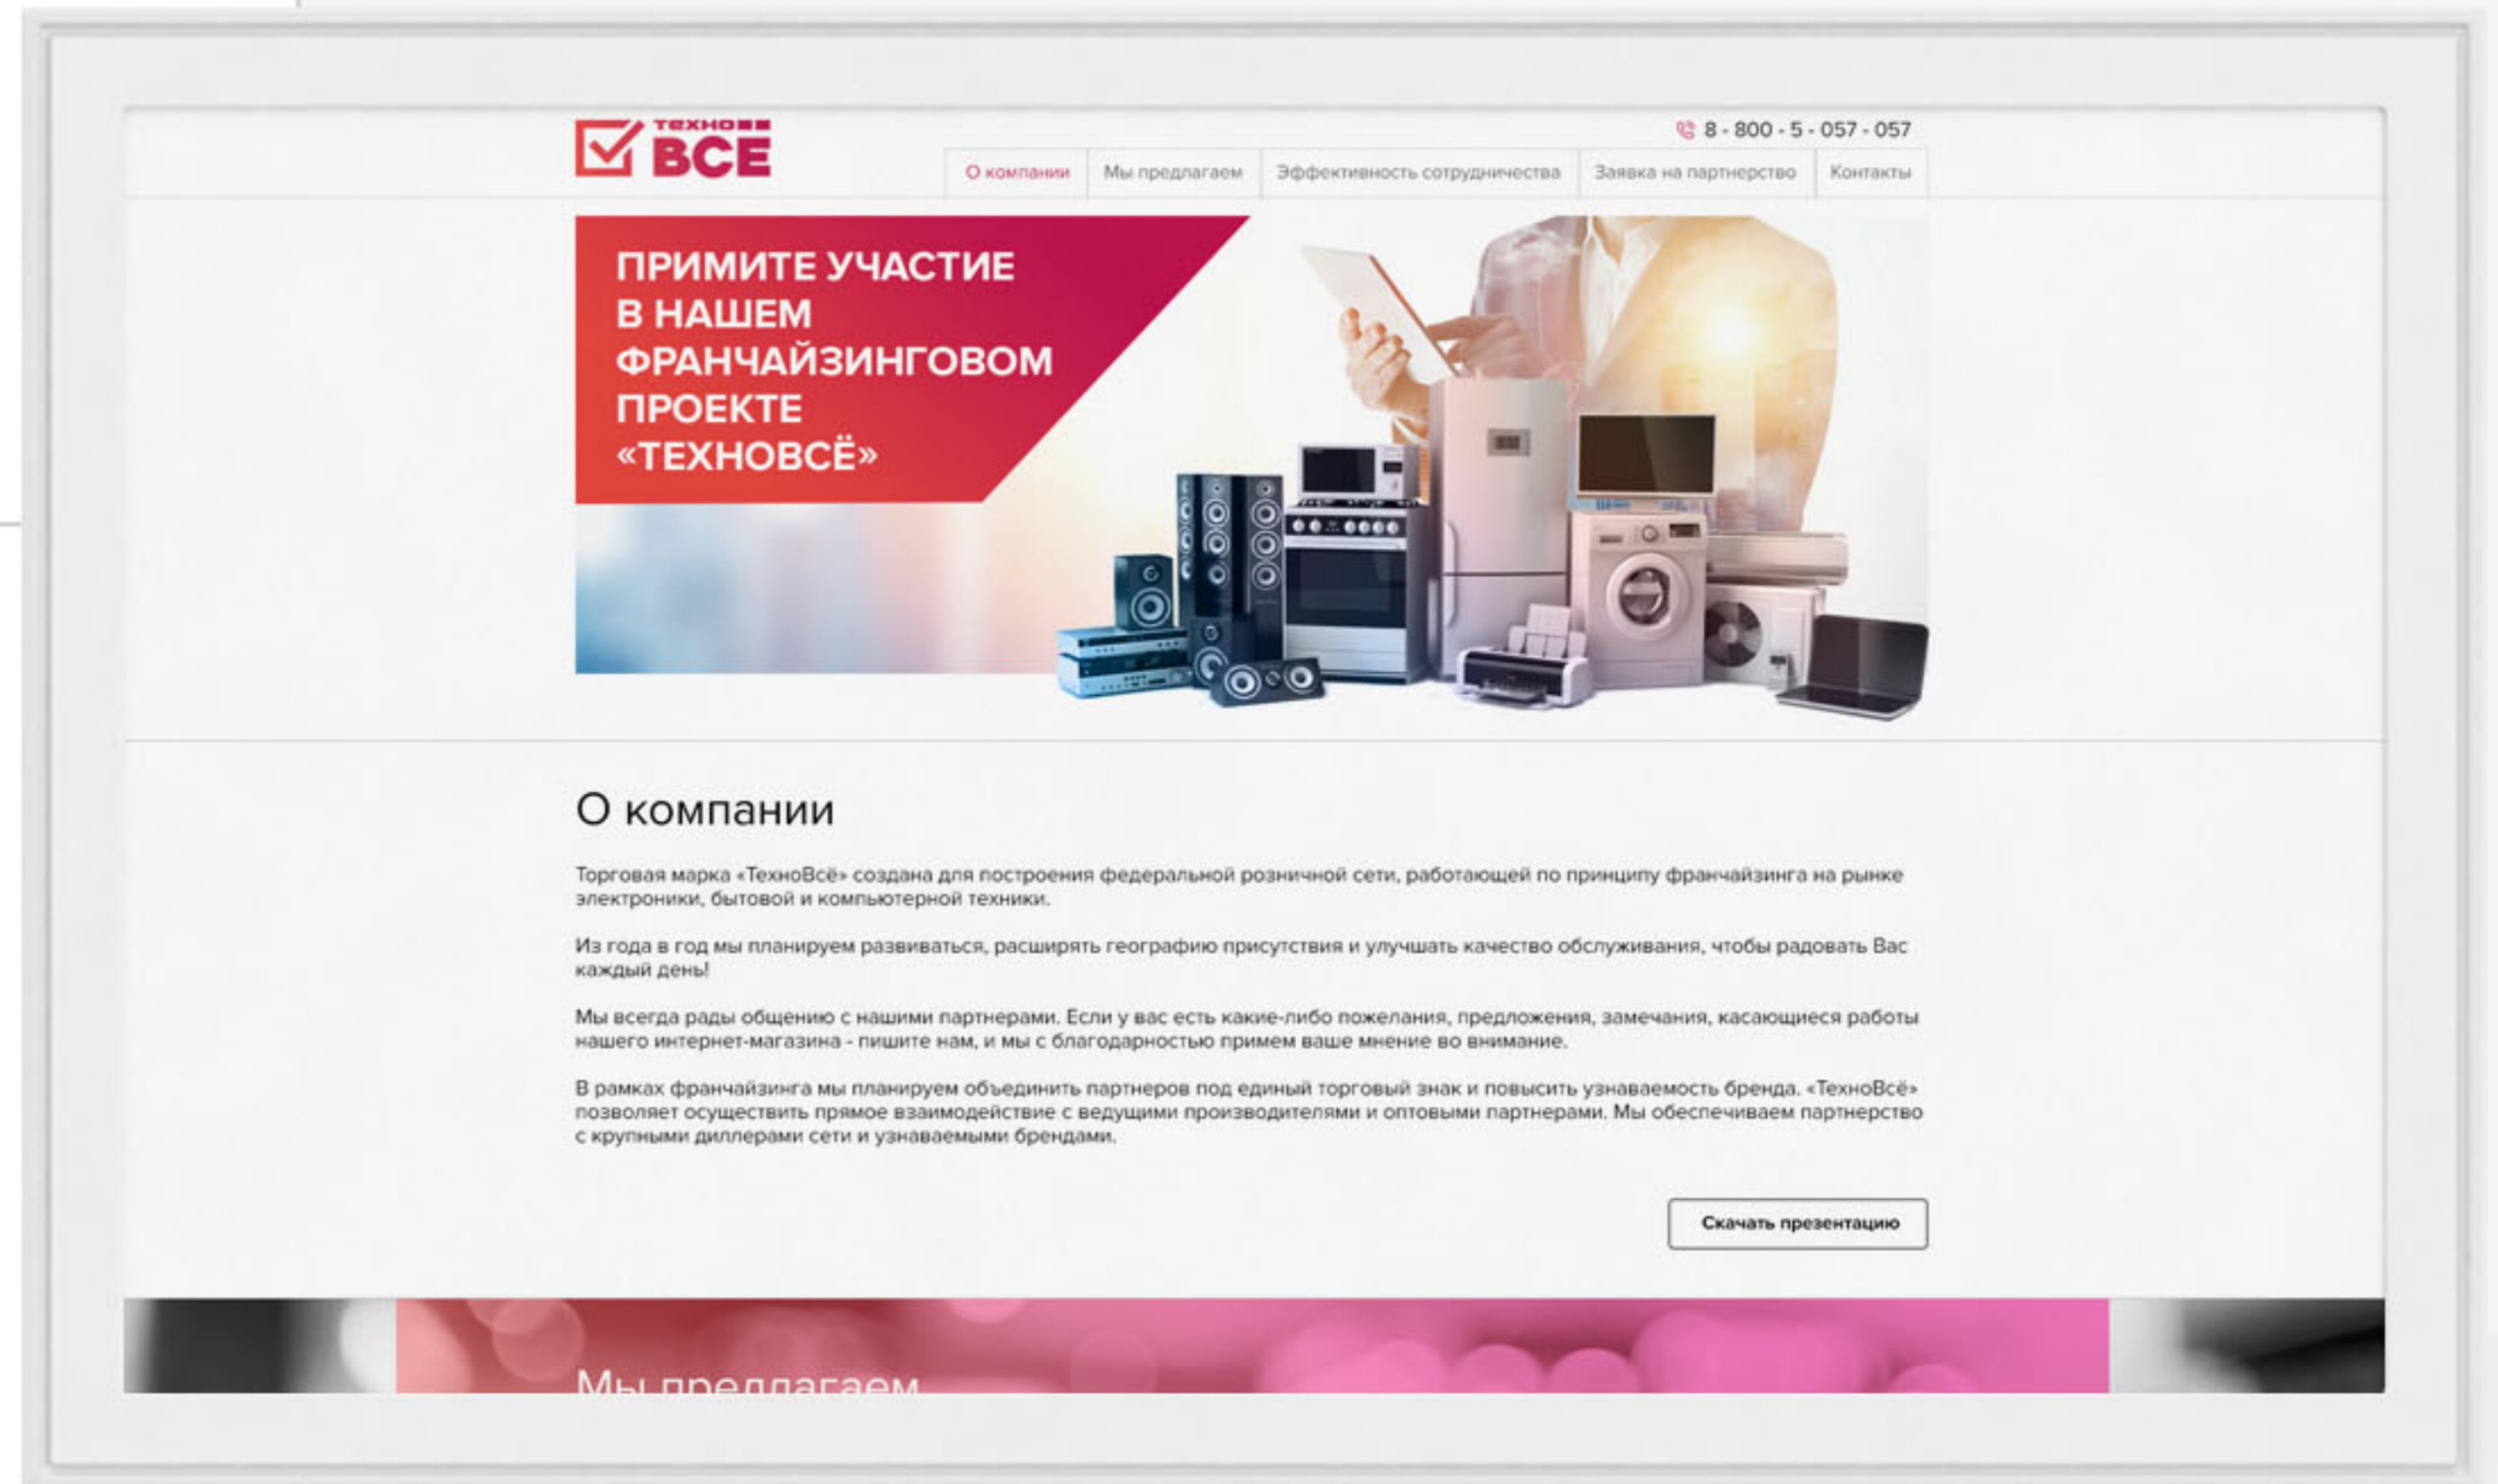 ТЕХНО
ВСЕ
8 - 800 - 5 - 057 - 057
О компании
Мы предлагаем
Эффективность сотрудничества
Заявка на партнерство
Контакты
ПРИМИТЕ УЧАСТИЕ
В НАШЕМ
ФРАНЧАЙЗИНГОВОМ
ПРОЕКТЕ
«ТЕХНОВСЁ»
О компании
Торговая марка «ТехноВсё» создана для построения федеральной розничной сети, работающей по принципу франчайзинга на рынке
электроники, бытовой и компьютерной техники.
Из года в год мы планируем развиваться, расширять географию присутствия и улучшать качество обслуживания, чтобы радовать Вас
каждый день!
Мы всегда рады общению с нашими партнерами. Если у вас есть какие-либо пожелания, предложения, замечания, касающиеся работы
нашего интернет-магазина - пишите нам, и мы с благодарностью примем ваше мнение во внимание.
В рамках франчайзинга мы планируем объединить партнеров под единый торговый знак и повысить узнаваемость бренда. «ТехноВсё»
позволяет осуществить прямое взаимодействие с ведущими производителями и оптовыми партнерами. Мы обеспечиваем партнерство
с крупными диллерами сети и узнаваемыми брендами.
Скачать презентацию
Мы предлагаем